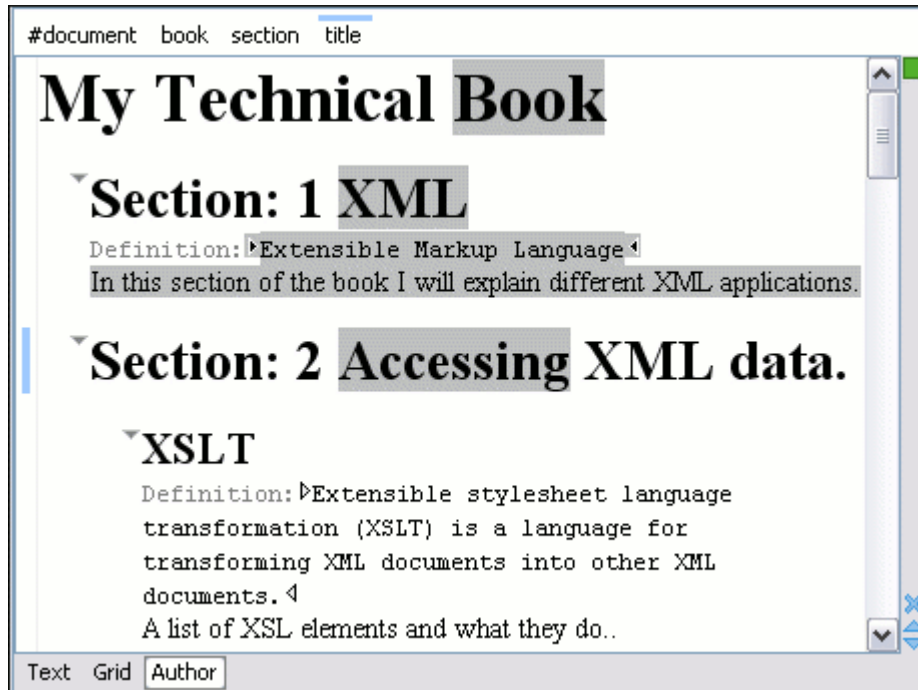 #document book section title
My Technical Book
Section: 1 XML
Definition: Extensible Markup Language
In this section of the book I will explain different XML applications.
Section: 2 Accessing XML data.
XSLT
Definition: Extensible stylesheet language
transformation (XSLT) is a language for
transforming XML documents into other XML
documents.
A list of XSL elements and what they do..
Text Grid Author